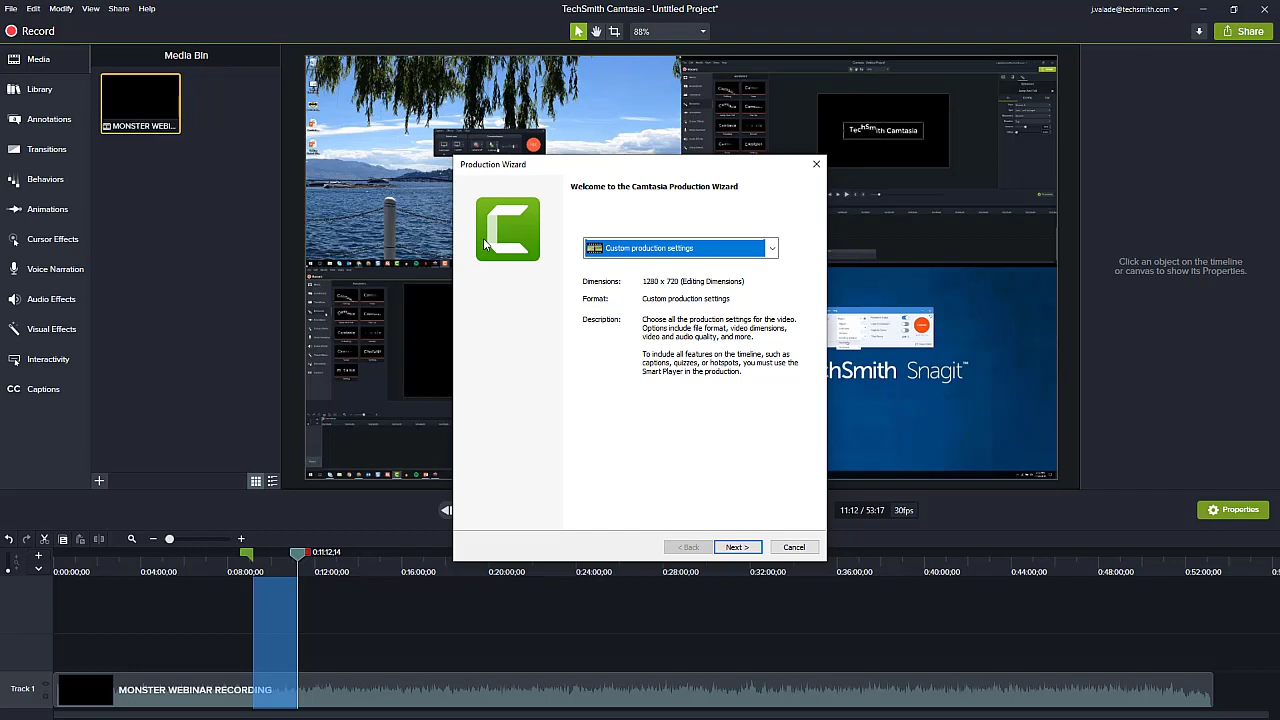 File Edit Modify View Share Help
TechSmith Camtasia - Untitled Project*
j.valade@techsmith.com
Record
88%
Share
Media
Media Bin
MONSTER WEBI...
Transitions
Behaviors
Animations
Cursor Effects
Voice Narration
Audio Effects
Visual Effects
Interactivity
CC Captions
TechSmith Camtasia
Production Wizard
Welcome to the Camtasia Production Wizard
Custom production settings
Dimensions: 1280 x 720 (Editing Dimensions)
Format: Custom production settings
Description: Choose all the production settings for the video.
Options include file format, video dimensions,
video and audio quality, and more.
To include all features on the timeline, such as
captions, quizzes, or hotspots, you must use the
Smart Player in the production.
< Back Next > Cancel
chSmith Snagit™
Click an object on the timeline
or canvas to show its Properties.
11:12 / 53:17 30fps
Properties
0:11:12;14
0:00:00;00 0:04:00;00 0:08:00;00 0:12:00;00 0:16:00;00 0:20:00;00 0:24:00;00 0:28:00;00 0:32:00;00 0:36:00;00 0:40:00;00 0:44:00;00 0:48:00;00 0:52:00;00
Track 1
MONSTER WEBINAR RECORDING